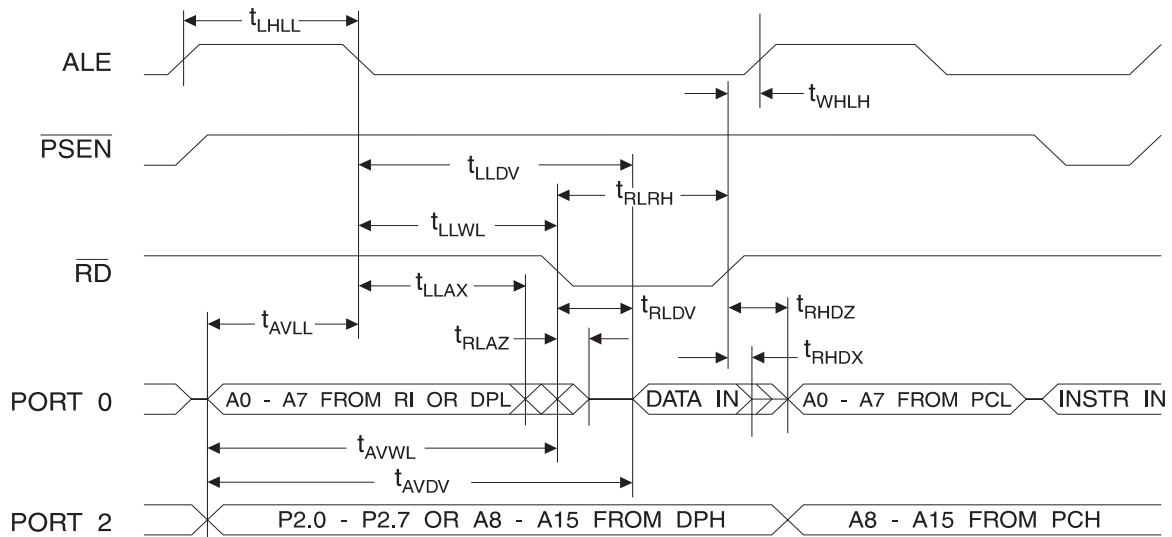 tLHLL
ALE
tWHLH
PSEN
tLLDV
tRLRH
tLLWL
RD
tLLAX
tRLDV
tRHDZ
tAVLL
tRLAZ
tRHDX
PORT 0
A0 - A7 FROM RI OR DPL
DATA IN
A0 - A7 FROM PCL
INSTR IN
tAVWL
tAVDV
PORT 2
P2.0 - P2.7 OR A8 - A15 FROM DPH
A8 - A15 FROM PCH